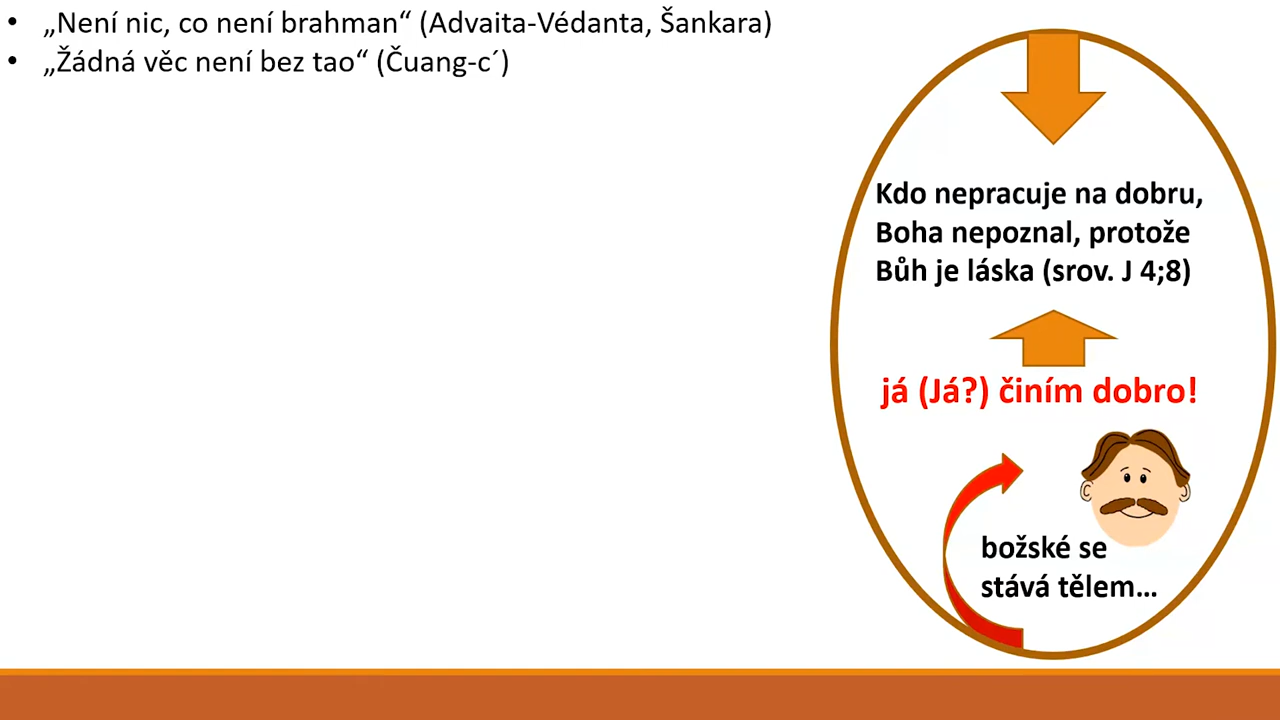 • „Není nic, co není brahman“ (Advaita-Védanta, Šankara)
• „Žádná věc není bez tao“ (Čuang-c´)
Kdo nepracuje na dobru,
Boha nepoznal, protože
Bůh je láska (srov. J 4;8)
já (Já?) činím dobro!
božské se
stává tělem…